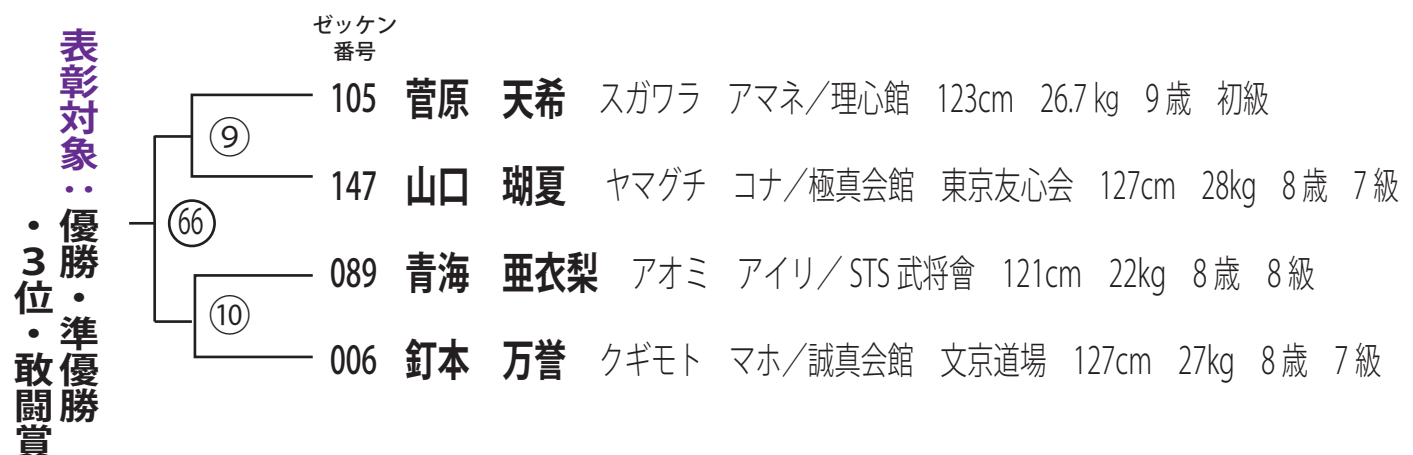 ゼッケン
番号
105 菅原 天希 スガワラ アマネ／理心館 123cm 26.7 kg 9歳 初級
⑨
147 山口 瑚夏 ヤマグチ コナ／極真会館 東京友心会 127cm 28kg 8歳 7級
㊿+16
089 青海 亜衣梨 アオミ アイリ／STS武将會 121cm 22kg 8歳 8級
⑩
006 釘本 万誉 クギモト マホ／誠真会館 文京道場 127cm 27kg 8歳 7級
表彰対象：優勝・準優勝
・3位・敢闘賞